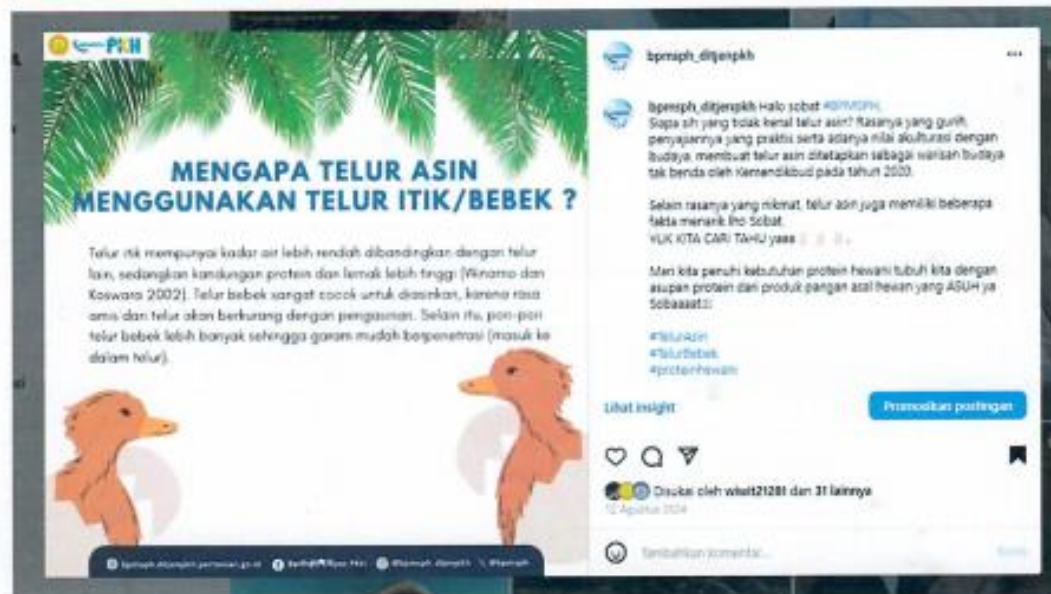 PKH
MENGAPA TELUR ASIN
MENGGUNAKAN TELUR ITIK/BEBEK ?
Telur itik mempunyai kadar air lebih rendah dibandingkan dengan telur
lain, sedangkan kandungan protein dan lemak lebih tinggi (Winarno dan
Koswara 2002). Telur bebek sangat cocok untuk diasinkan, karena rasa
amis dari telur akan berkurang dengan pengasinan. Selain itu, pori-pori
telur bebek lebih banyak sehingga garam mudah berpenetrasi (masuk ke
dalam telur).
bpmsph.ditjenpkh.pertanian.go.id
bpmsph_ditjenpkh
bpmsph_ditjenpkh Halo sobat #BPMSPH,
Siapa sih yang tidak kenal telur asin? Rasanya yang gurih,
penyajiannya yang praktis serta adanya nilai akulturasi dengan
budaya, membuat telur asin ditetapkan sebagai warisan budaya
tak benda oleh Kemendikbud pada tahun 2020.
Selain rasanya yang nikmat, telur asin juga memiliki beberapa
fakta menarik lho Sobat.
YUK KITA CARI TAHU yaaa
Mari kita penuhi kebutuhan protein hewani tubuh kita dengan
asupan protein dari produk pangan asal hewan yang ASUH ya
Sobaaaat
#TelurAsin
#TelurBebek
#proteinhewani
Lihat insight
Promosikan postingan
Disukai oleh wiwit21281 dan 31 lainnya
12 Agustus 2024
Tambahkan komentar...